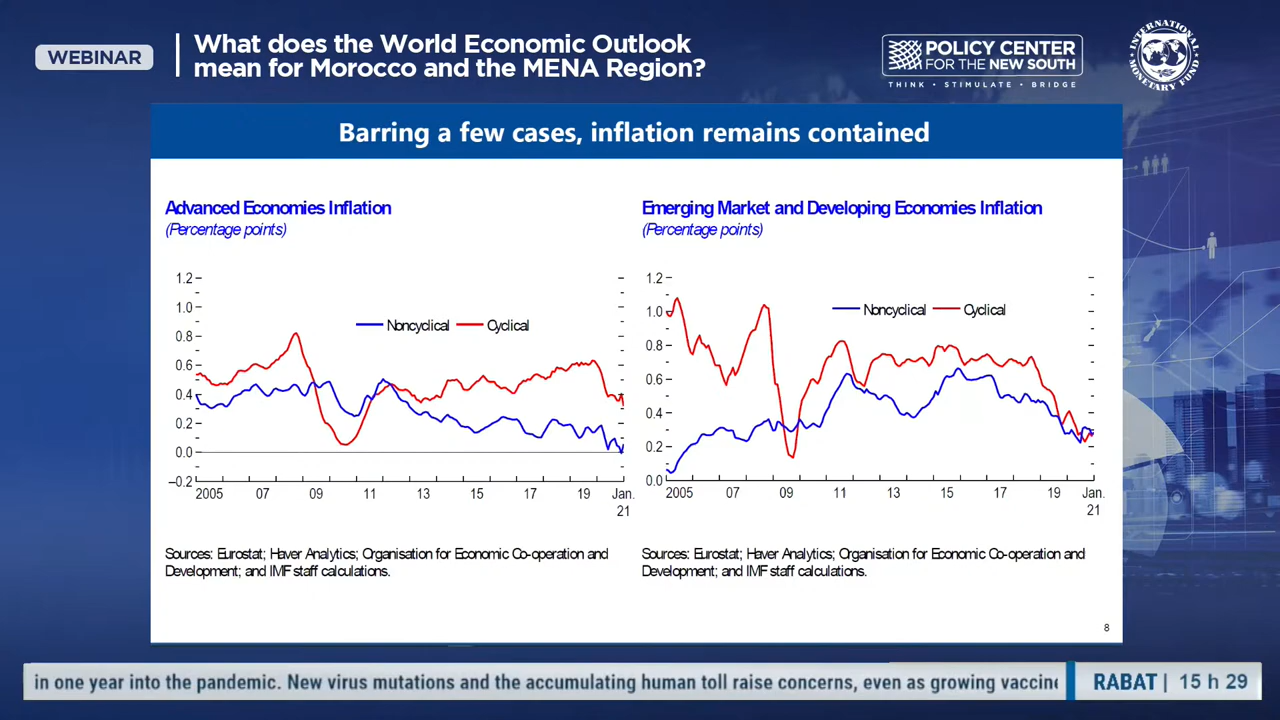 WEBINAR
What does the World Economic Outlook
mean for Morocco and the MENA Region?
POLICY CENTER
FOR THE NEW SOUTH
THINK • STIMULATE • BRIDGE
INTERNATIONAL
MONETARY FUND
Barring a few cases, inflation remains contained
Advanced Economies Inflation
(Percentage points)
1.2
1.0
0.8
0.6
0.4
0.2
0.0
–0.2
Noncyclical
Cyclical
2005 07 09 11 13 15 17 19 Jan.
21
Sources: Eurostat; Haver Analytics; Organisation for Economic Co-operation and
Development; and IMF staff calculations.
Emerging Market and Developing Economies Inflation
(Percentage points)
1.2
1.0
0.8
0.6
0.4
0.2
0.0
Noncyclical
Cyclical
2005 07 09 11 13 15 17 19 Jan.
21
Sources: Eurostat; Haver Analytics; Organisation for Economic Co-operation and
Development; and IMF staff calculations.
8
in one year into the pandemic. New virus mutations and the accumulating human toll raise concerns, even as growing vaccin
RABAT | 15 h 29